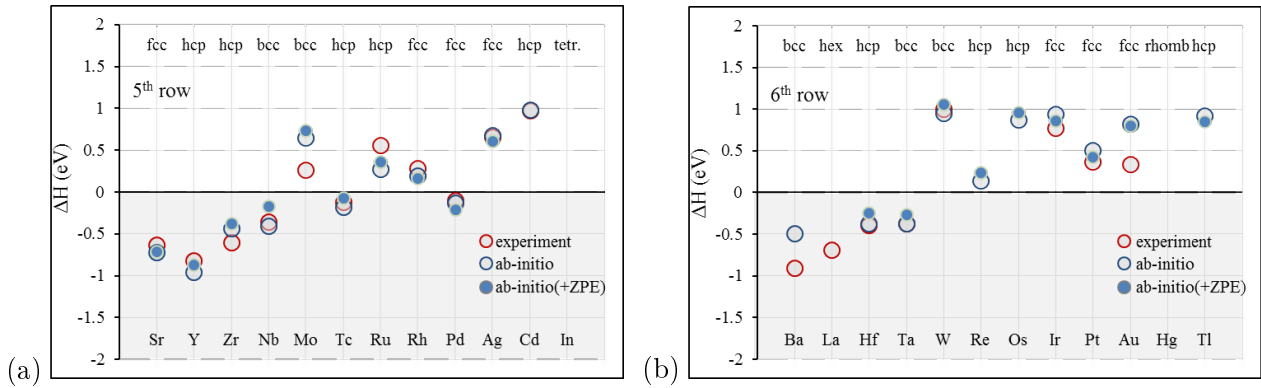 2
fcc hcp hcp bcc bcc hcp hcp fcc fcc fcc hcp tetr.
1.5
5th row
1
0.5
0
ΔH (eV)
-0.5
experiment
ab-initio
-1
ab-initio(+ZPE)
-1.5
Sr Y Zr Nb Mo Tc Ru Rh Pd Ag Cd In
-2
(a)
2
bcc hex hcp bcc bcc hcp hcp fcc fcc fcc rhomb hcp
1.5
6th row
1
0.5
0
ΔH (eV)
-0.5
experiment
ab-initio
-1
ab-initio(+ZPE)
-1.5
Ba La Hf Ta W Re Os Ir Pt Au Hg Tl
-2
(b)